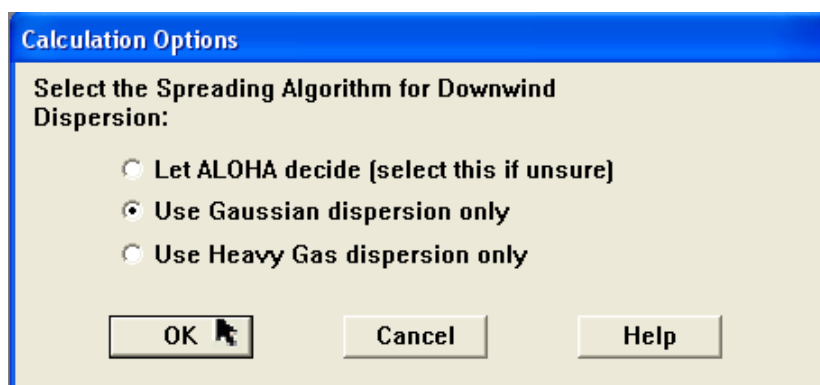 Calculation Options
Select the Spreading Algorithm for Downwind
Dispersion:
Let ALOHA decide (select this if unsure)
Use Gaussian dispersion only
Use Heavy Gas dispersion only
OK Cancel Help